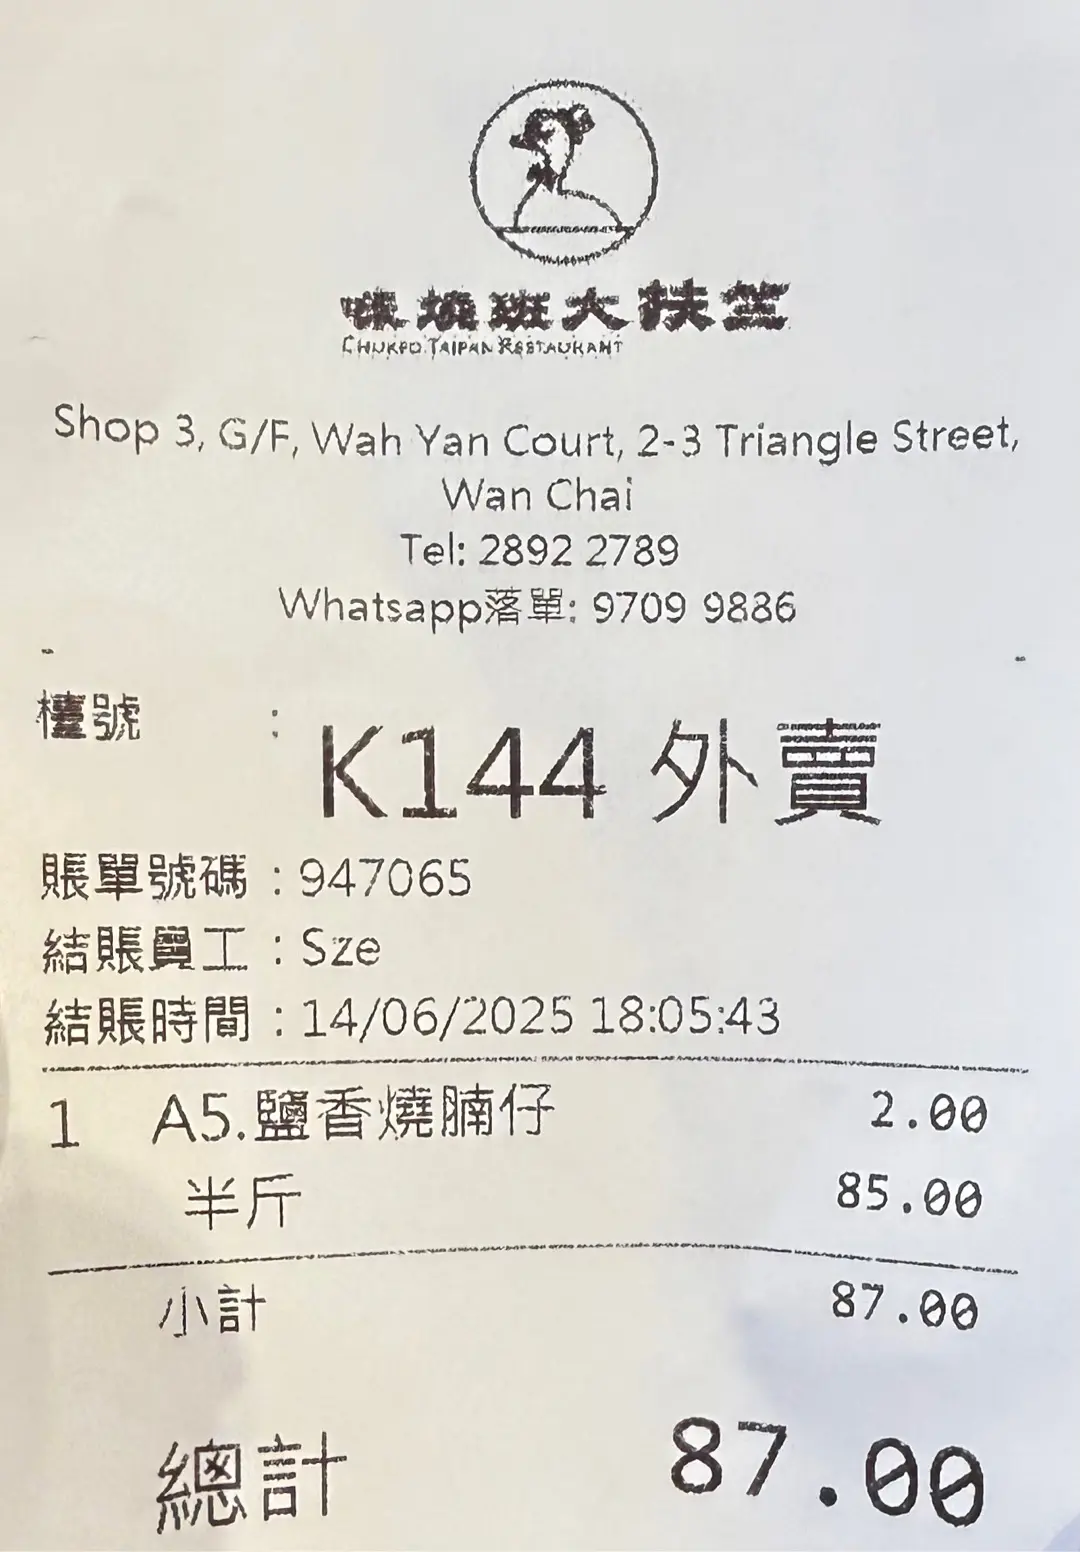 大班燒
CHUKFO TAIPAN RESTAURANT
Shop 3, G/F, Wah Yan Court, 2-3 Triangle Street,
Wan Chai
Tel: 2892 2789
Whatsapp落單: 9709 9886
檯號 : K144 外賣
賬單號碼 : 947065
結賬員工 : Sze
結賬時間 : 14/06/2025 18:05:43
1 A5.鹽香燒腩仔 2.00
半斤 85.00
小計 87.00
總計 87.00